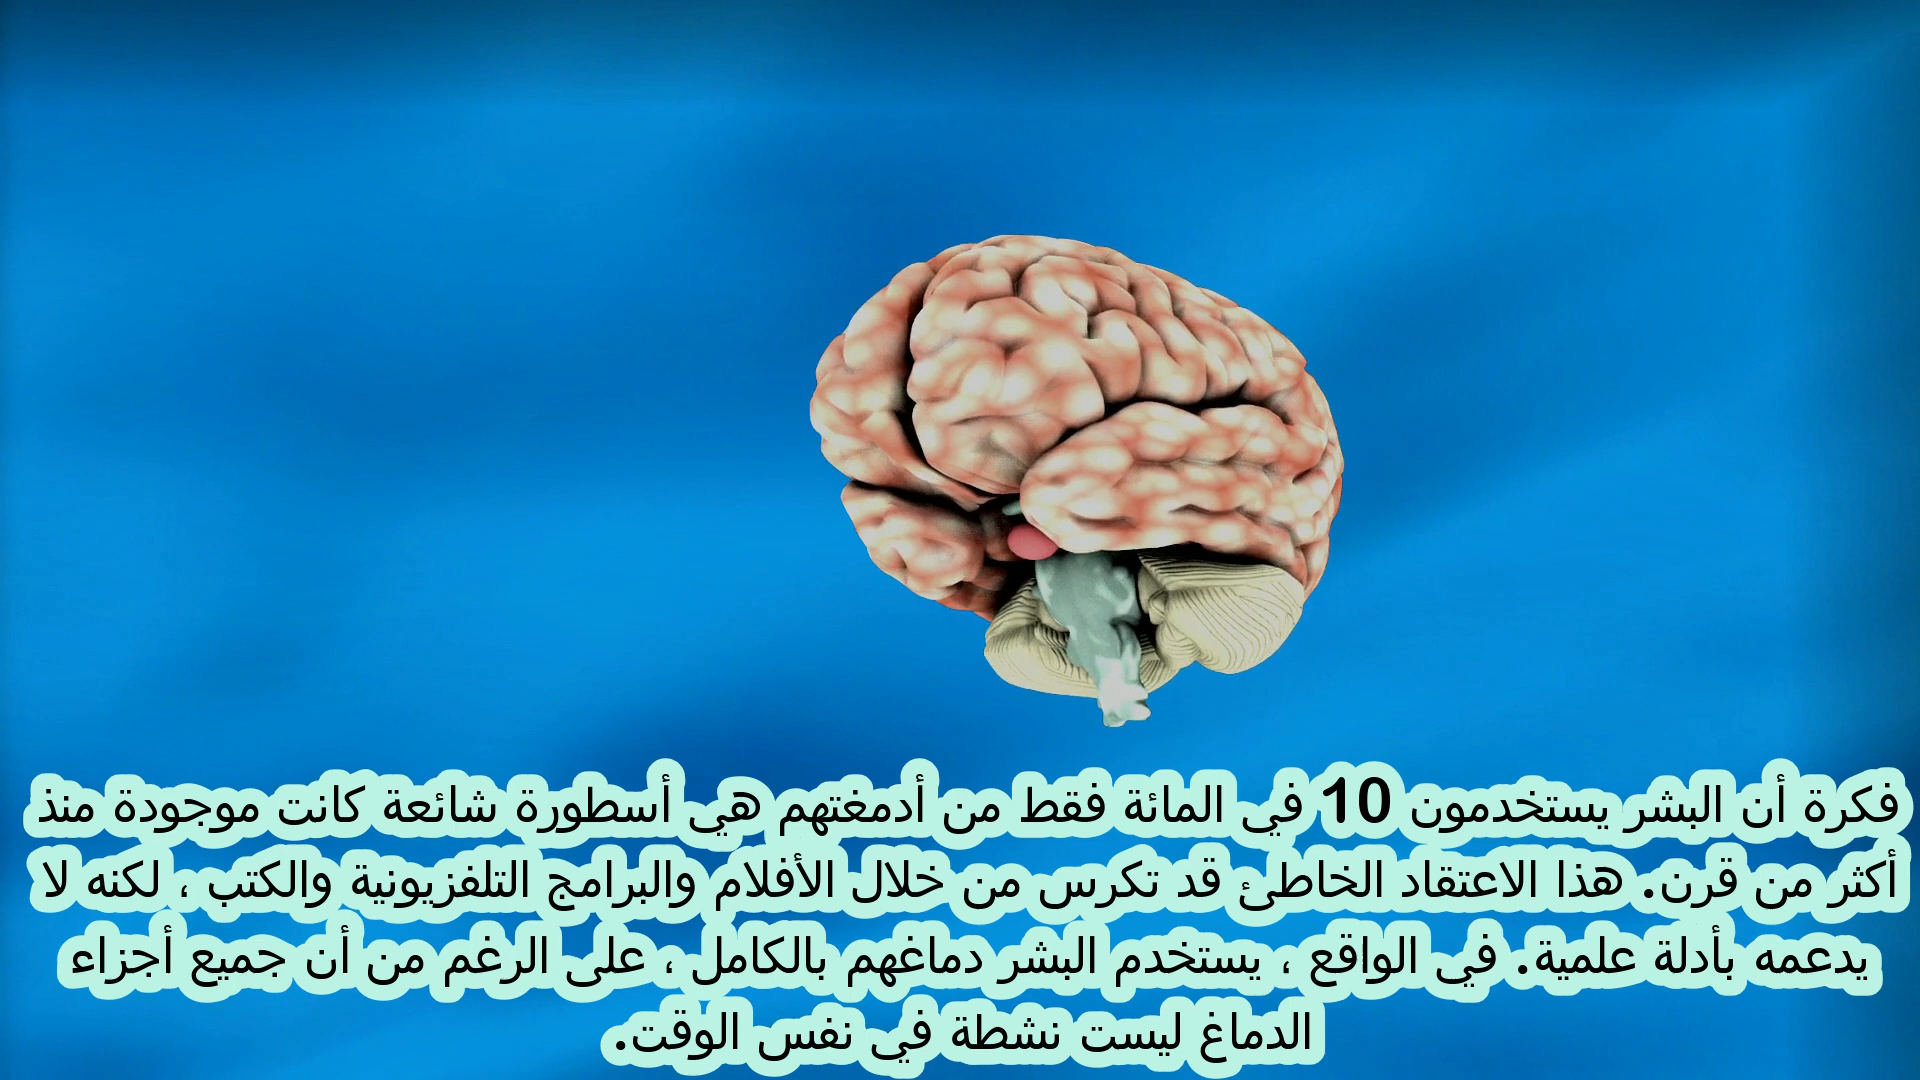 فكرة أن البشر يستخدمون 10 في المائة فقط من أدمغتهم هي أسطورة شائعة كانت موجودة منذ
أكثر من قرن. هذا الاعتقاد الخاطئ قد تكرس من خلال الأفلام والبرامج التلفزيونية والكتب ، لكنه لا
يدعمه بأدلة علمية. في الواقع ، يستخدم البشر دماغهم بالكامل ، على الرغم من أن جميع أجزاء
الدماغ ليست نشطة في نفس الوقت.